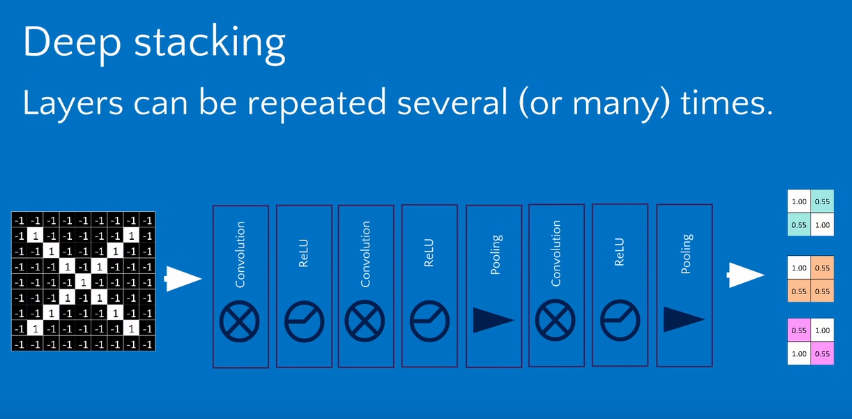 Deep stacking
Layers can be repeated several (or many) times.
-1 -1 -1 -1 -1 -1 -1 -1 -1
-1 1 -1 -1 -1 -1 -1 1 -1
-1 -1 1 -1 -1 -1 1 -1 -1
-1 -1 -1 1 -1 1 -1 -1 -1
-1 -1 -1 -1 1 -1 -1 -1 -1
-1 -1 -1 1 -1 1 -1 -1 -1
-1 -1 1 -1 -1 -1 1 -1 -1
-1 1 -1 -1 -1 -1 -1 1 -1
-1 -1 -1 -1 -1 -1 -1 -1 -1
Convolution
ReLU
Convolution
ReLU
Pooling
Convolution
ReLU
Pooling
1.00 0.55
0.55 1.00
1.00 0.55
0.55 0.55
0.55 1.00
1.00 0.55